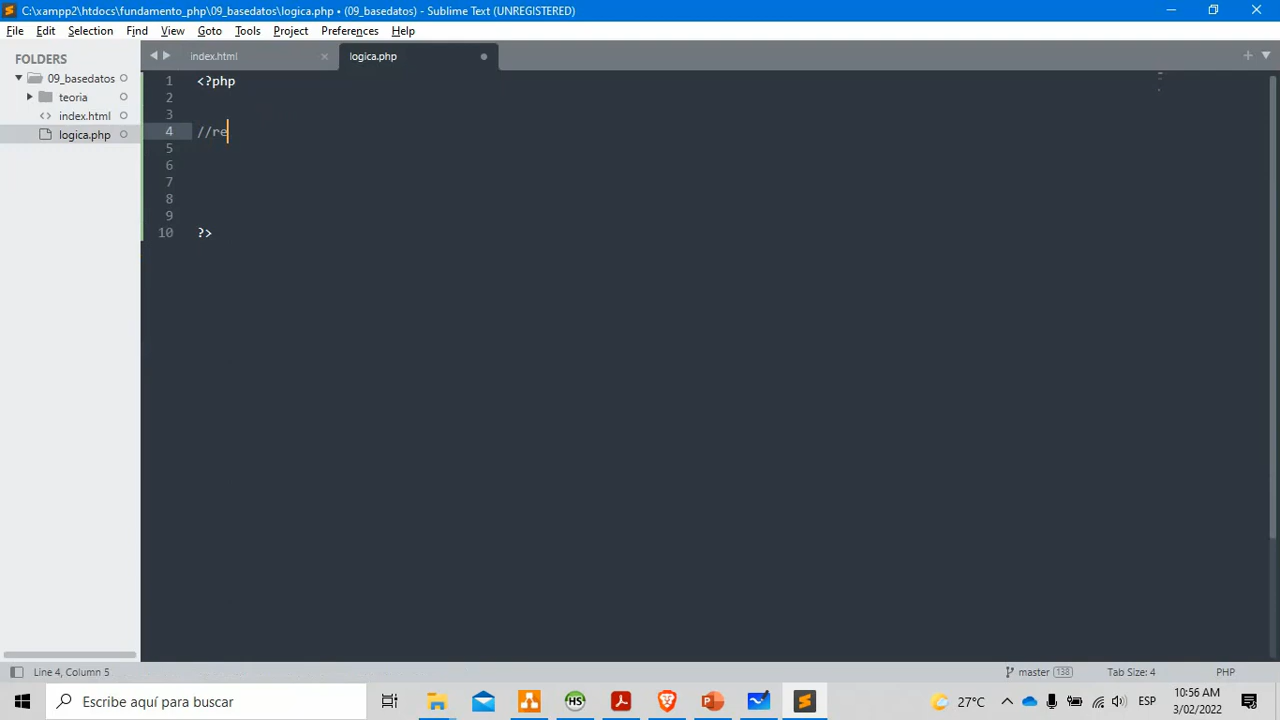 C:\xampp2\htdocs\fundamento_php\09_basedatos\logica.php • (09_basedatos) - Sublime Text (UNREGISTERED)
File Edit Selection Find View Goto Tools Project Preferences Help
FOLDERS
09_basedatos
teoria
index.html
logica.php
index.html
logica.php
1 <?php
2
3
4 //re
5
6
7
8
9
10 ?>
Line 4, Column 5
master 138
Tab Size: 4
PHP
Escribe aquí para buscar
HS
27°C
ESP
10:56 AM
3/02/2022